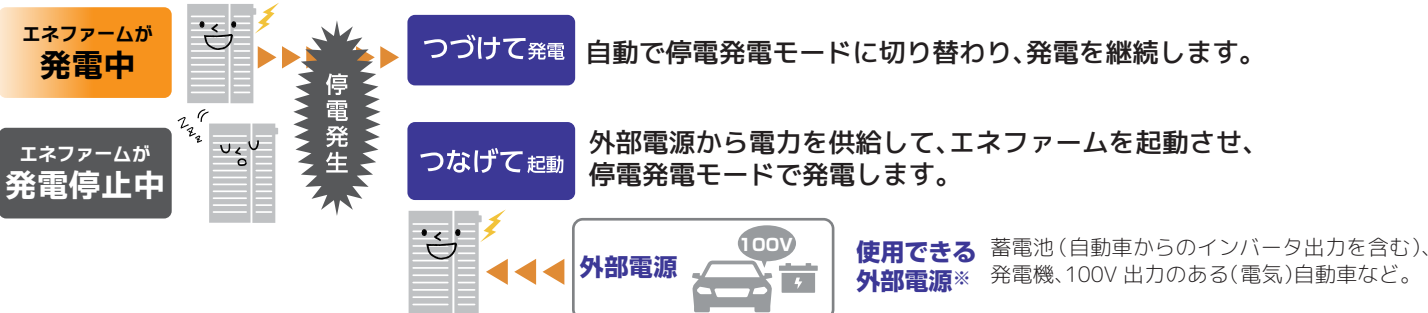 エネファームが
発電中
停電発生
つづけて発電
自動で停電発電モードに切り替わり、発電を継続します。
エネファームが
発電停止中
zzzz
つなげて起動
外部電源から電力を供給して、エネファームを起動させ、
停電発電モードで発電します。
外部電源
100V
使用できる
外部電源※
蓄電池（自動車からのインバータ出力を含む）、
発電機、100V 出力のある（電気）自動車など。